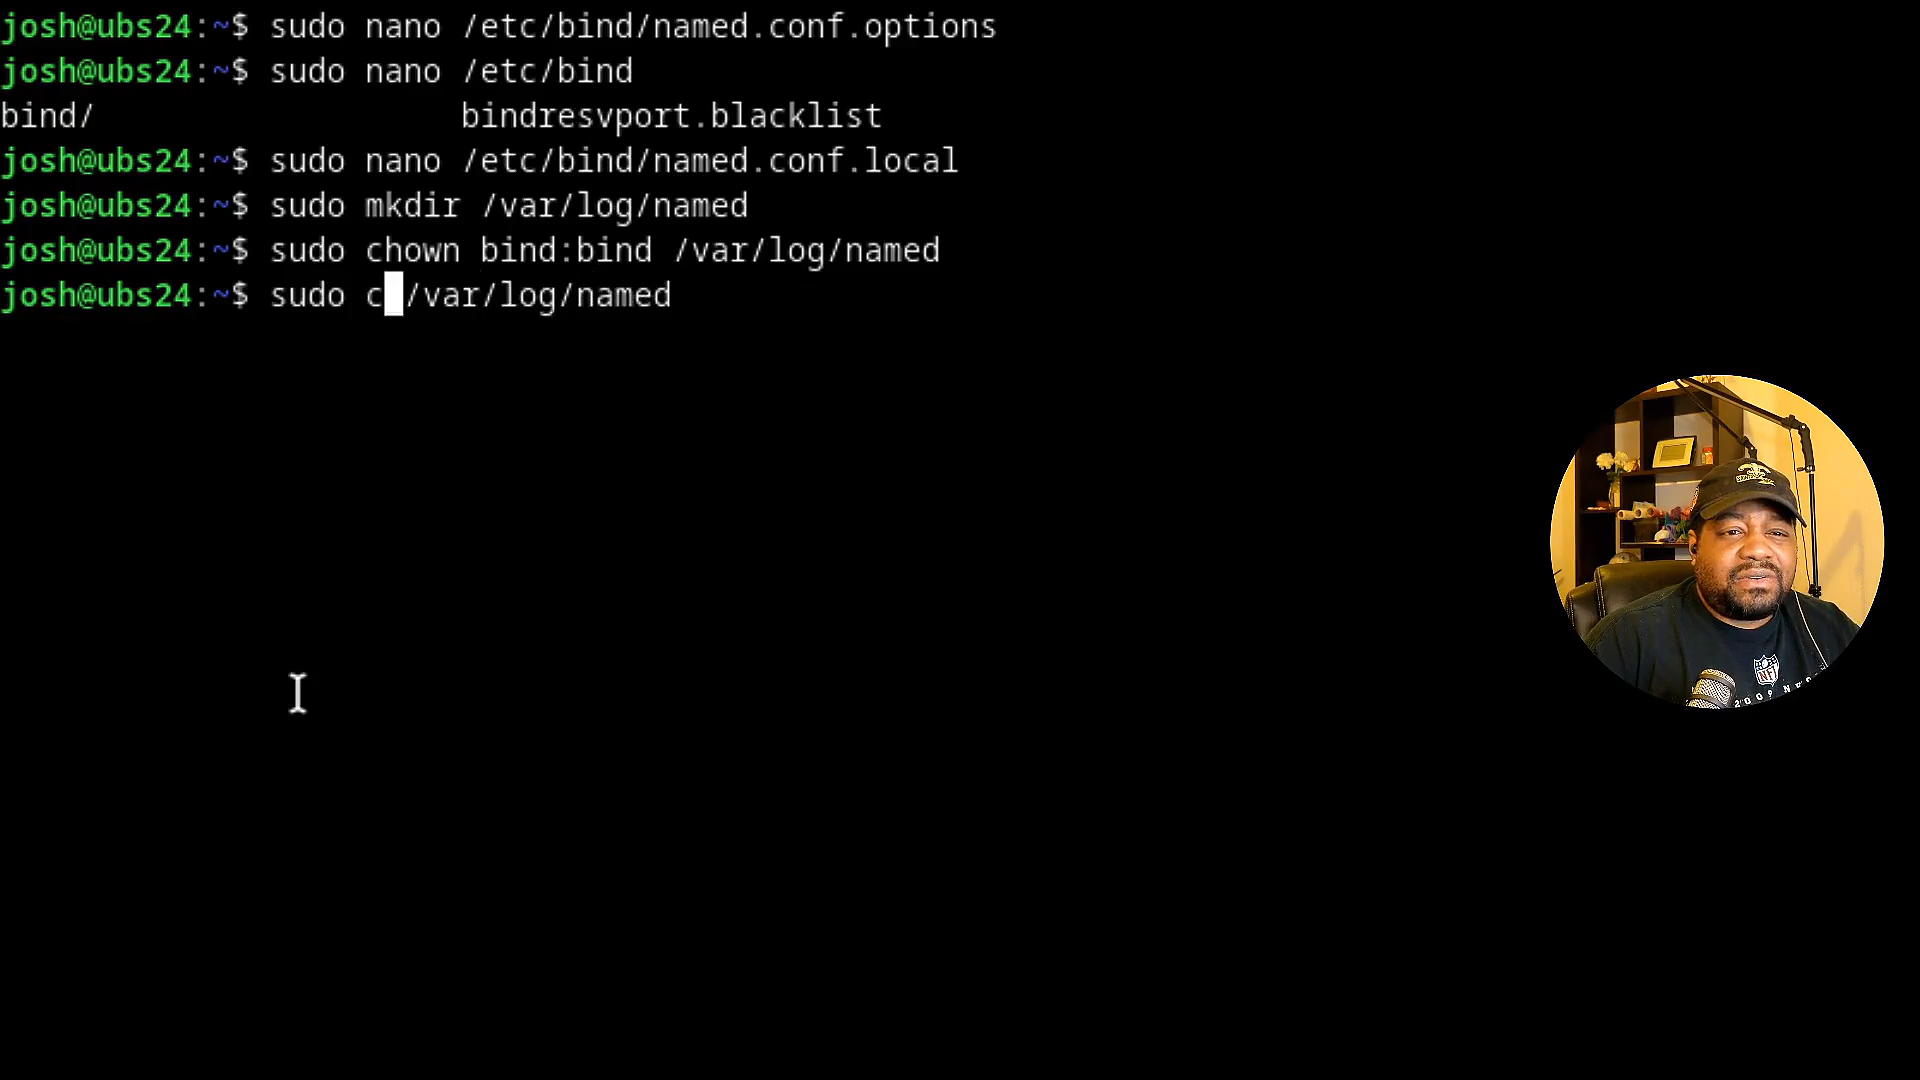 josh@ubs24:~$ sudo nano /etc/bind/named.conf.options
josh@ubs24:~$ sudo nano /etc/bind
bind/ bindresvport.blacklist
josh@ubs24:~$ sudo nano /etc/bind/named.conf.local
josh@ubs24:~$ sudo mkdir /var/log/named
josh@ubs24:~$ sudo chown bind:bind /var/log/named
josh@ubs24:~$ sudo c /var/log/named
NFL